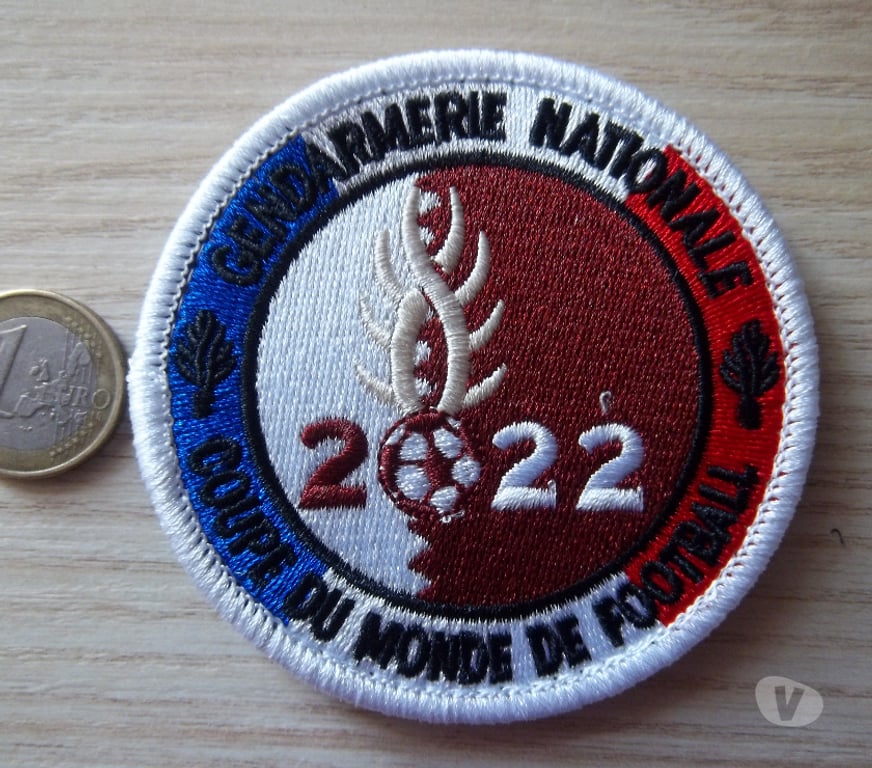 GENDARMERIE NATIONALE
2022
COUPE DU MONDE DE FOOTBALL
1
EURO
V